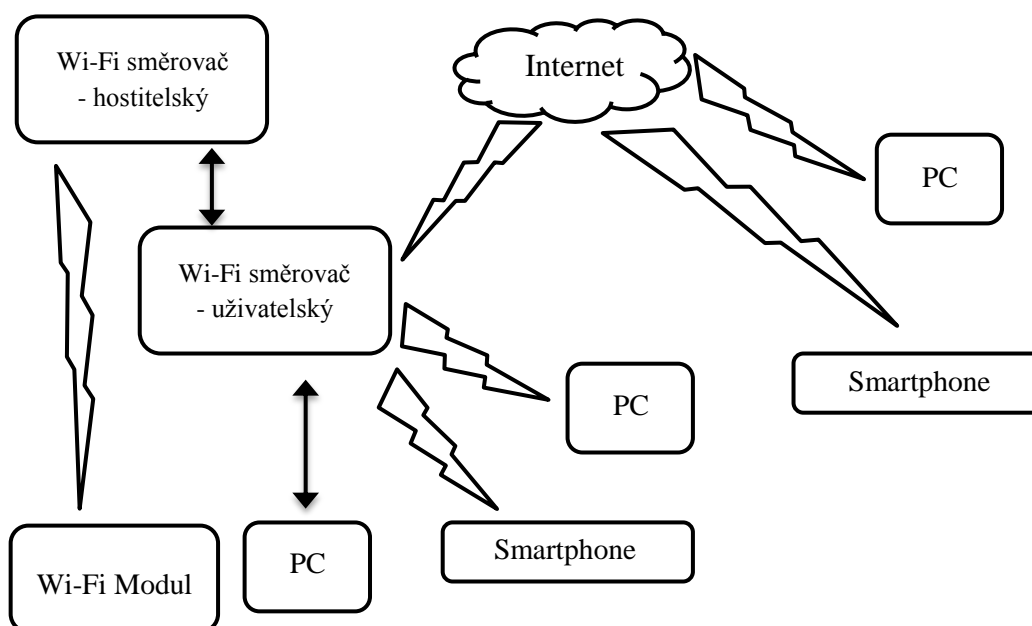 Wi-Fi směrovač
- hostitelský
Internet
PC
Wi-Fi směrovač
- uživatelský
Smartphone
PC
Smartphone
PC
Wi-Fi Modul